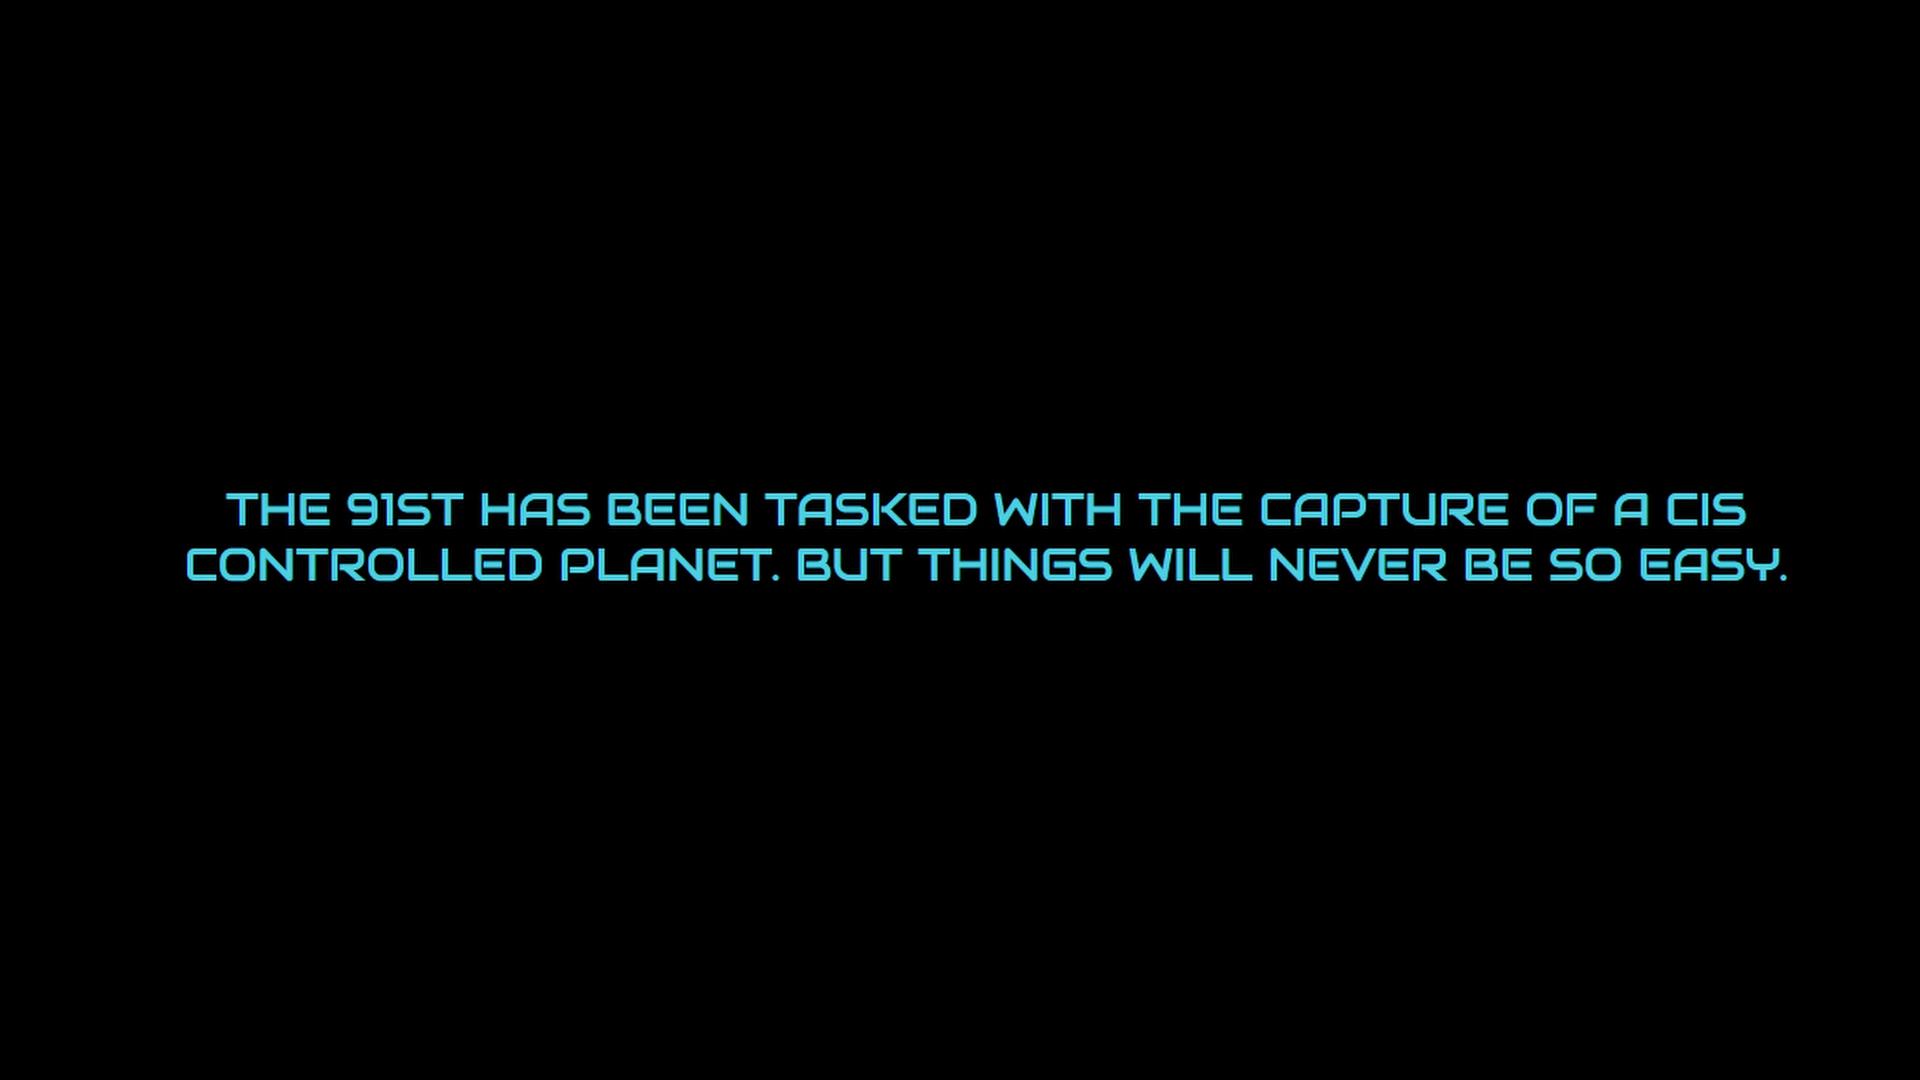 THE 91ST HAS BEEN TASKED WITH THE CAPTURE OF A CIS
CONTROLLED PLANET. BUT THINGS WILL NEVER BE SO EASY.